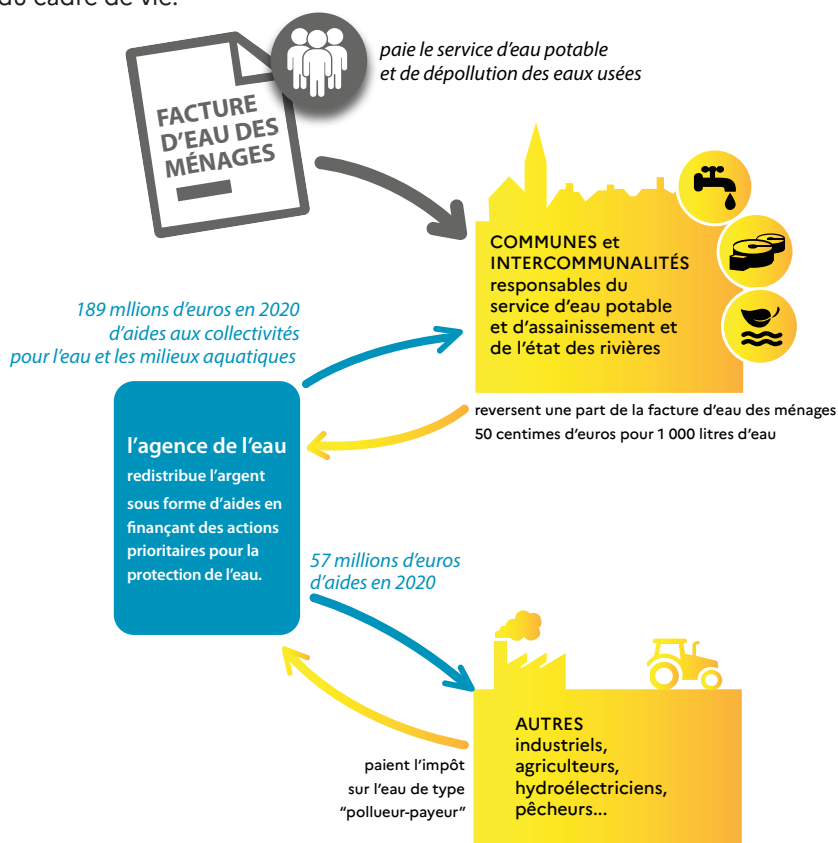 du cadre de vie.
paie le service d'eau potable
et de dépollution des eaux usées
FACTURE
D'EAU DES
MÉNAGES
COMMUNES et
INTERCOMMUNALITÉS
responsables du
service d'eau potable
et d'assainissement et
de l'état des rivières
189 mllions d'euros en 2020
d'aides aux collectivités
pour l'eau et les milieux aquatiques
reversent une part de la facture d'eau des ménages
50 centimes d'euros pour 1 000 litres d'eau
l'agence de l'eau
redistribue l'argent
sous forme d'aides en
finançant des actions
prioritaires pour la
protection de l'eau.
57 millions d'euros
d'aides en 2020
AUTRES
industriels,
agriculteurs,
hydroélectriciens,
pêcheurs...
paient l'impôt
sur l'eau de type
"pollueur-payeur"